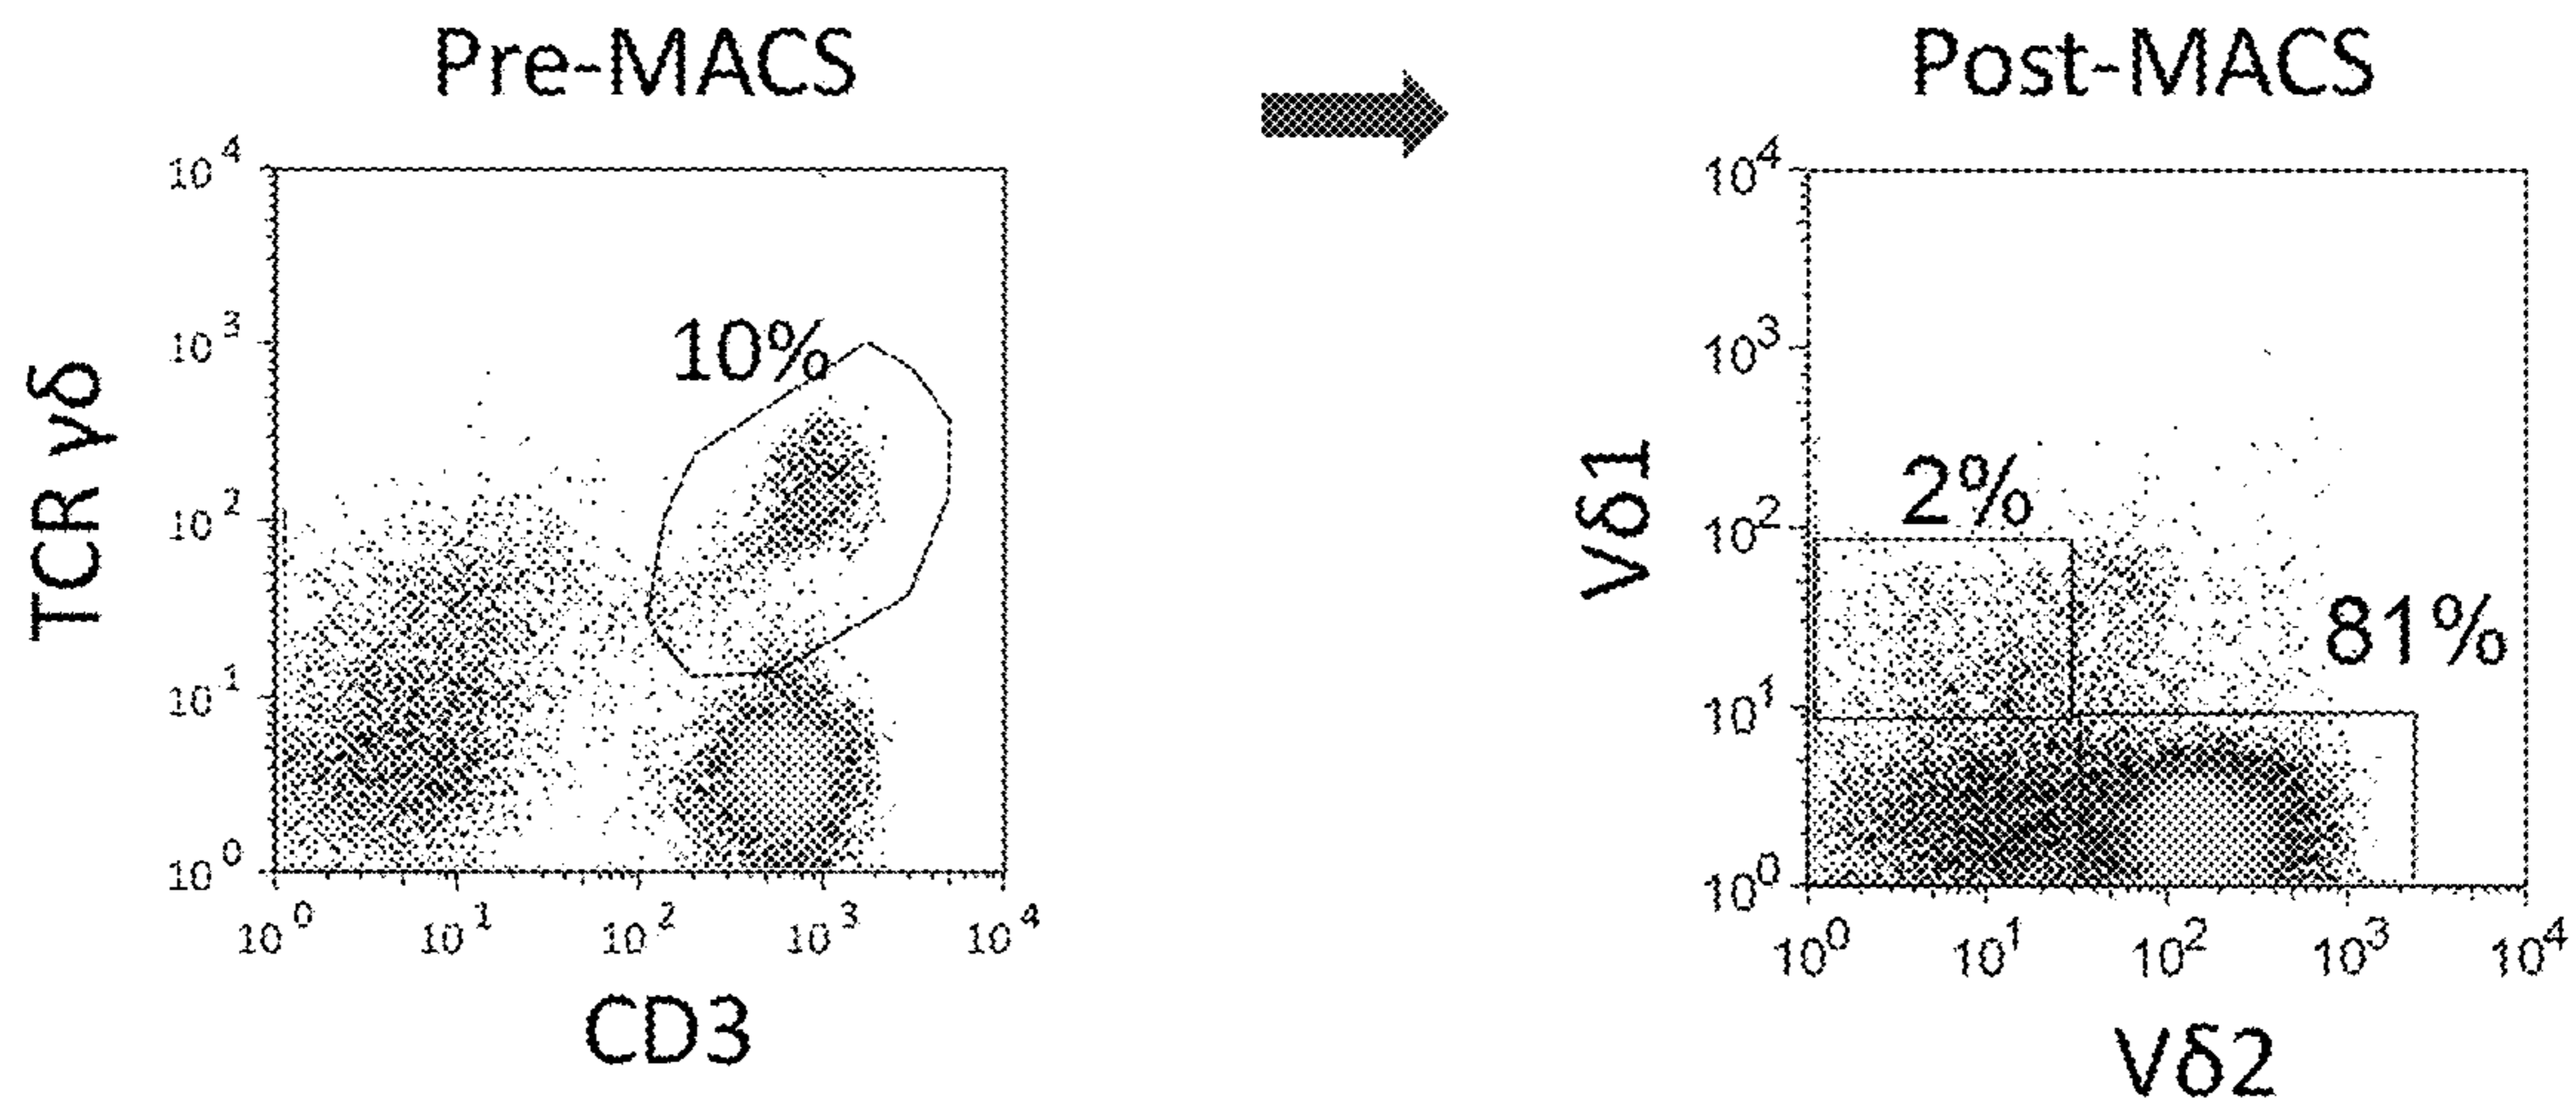 Pre-MACS
Post-MACS
TCR γδ
10⁴
10³
10²
10¹
10⁰
10%
10⁰ 10¹ 10² 10³ 10⁴
CD3
Vδ1
10⁴
10³
10²
10¹
10⁰
2%
81%
10⁰ 10¹ 10² 10³ 10⁴
Vδ2